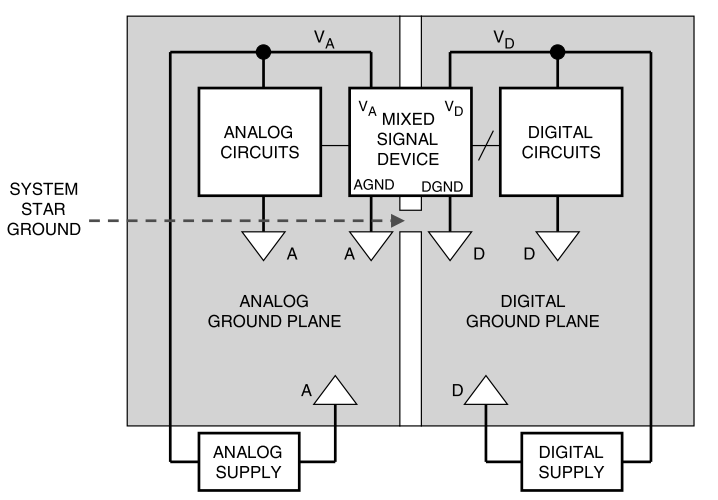 VA
VD
ANALOG
CIRCUITS
VA
VD
MIXED
SIGNAL
DEVICE
AGND
DGND
DIGITAL
CIRCUITS
SYSTEM
STAR
GROUND
A
A
D
D
ANALOG
GROUND PLANE
DIGITAL
GROUND PLANE
A
D
ANALOG
SUPPLY
DIGITAL
SUPPLY